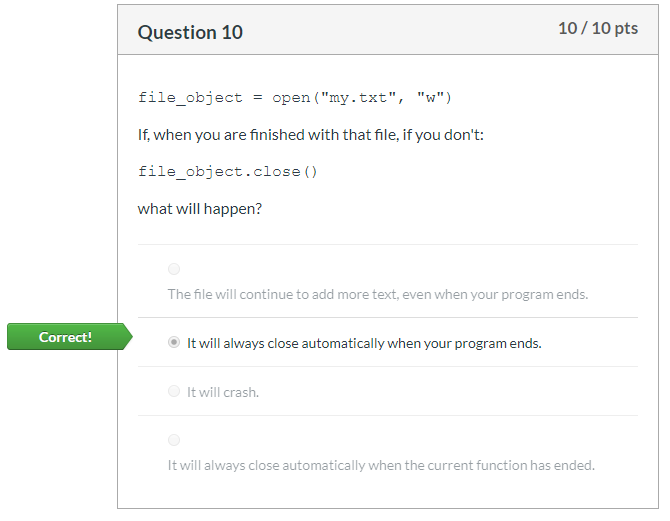 Question 10
10 / 10 pts
file_object = open("my.txt", "w")
If, when you are finished with that file, if you don't:
file_object.close()
what will happen?
The file will continue to add more text, even when your program ends.
Correct!
It will always close automatically when your program ends.
It will crash.
It will always close automatically when the current function has ended.